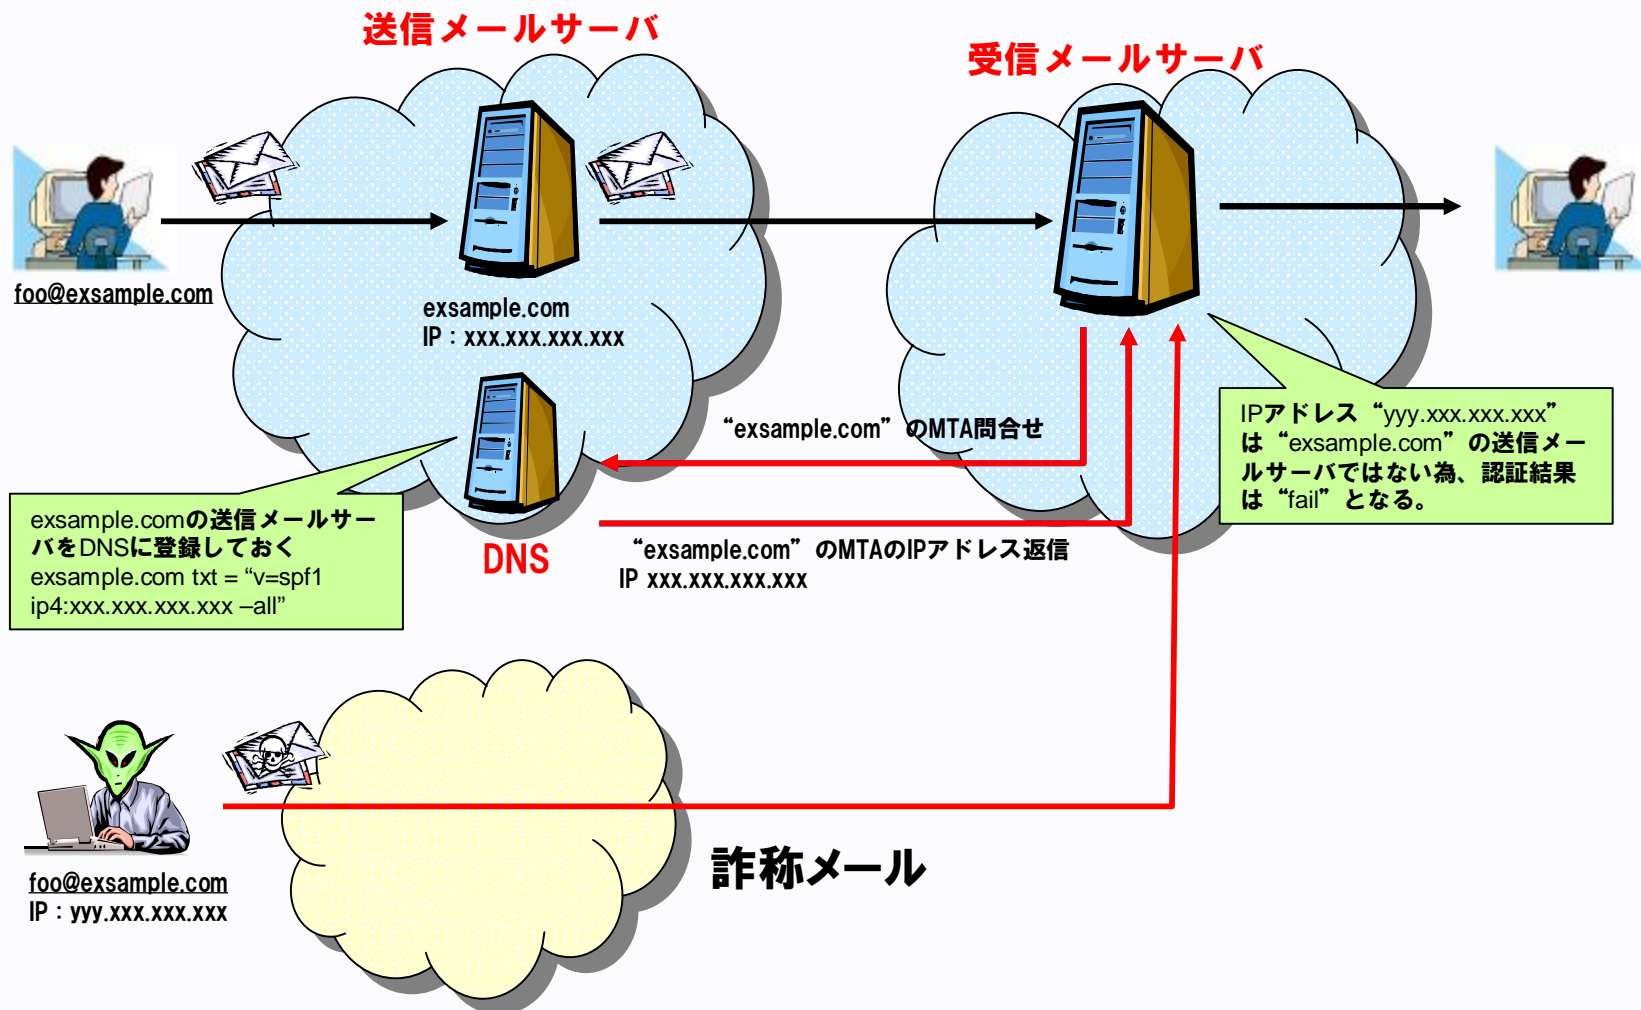 送信メールサーバ
受信メールサーバ
foo@exsample.com
exsample.com
IP：xxx.xxx.xxx.xxx
“exsample.com”のMTA問合せ
IPアドレス“yyy.xxx.xxx.xxx”
は“exsample.com”の送信メー
ルサーバではない為、認証結果
は“fail”となる。
exsample.comの送信メールサー
バをDNSに登録しておく
exsample.com txt = “v=spf1
ip4:xxx.xxx.xxx.xxx –all”
DNS
“exsample.com”のMTAのIPアドレス返信
IP xxx.xxx.xxx.xxx
詐称メール
foo@exsample.com
IP：yyy.xxx.xxx.xxx